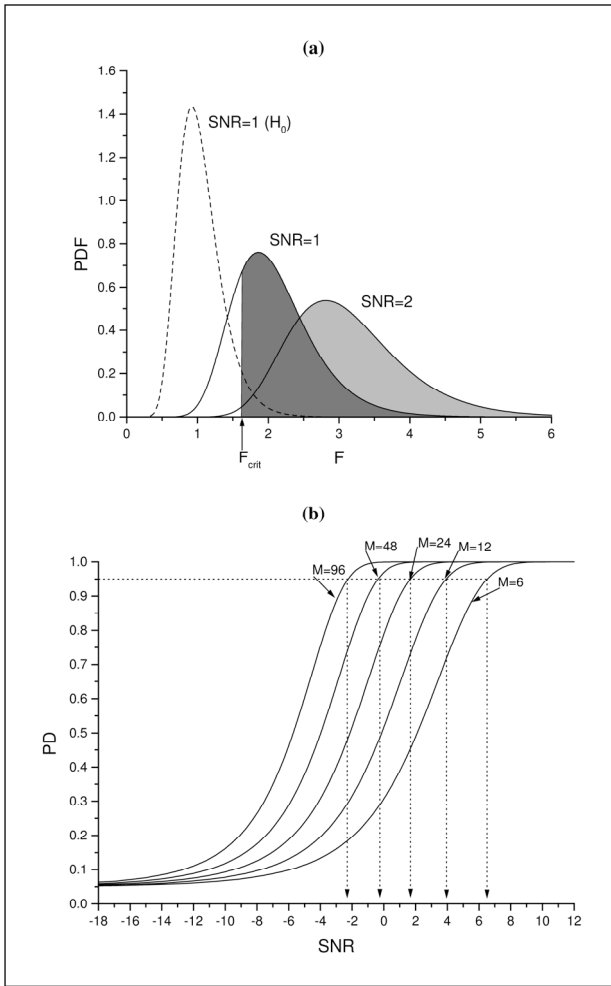 (a)
1.6
1.4
1.2
1.0
0.8
0.6
0.4
0.2
0.0
PDF
SNR=1 (H0)
SNR=1
SNR=2
0 1 2 3 4 5 6
Fcrit
F
(b)
M=96
M=48
M=24
M=12
M=6
1.0
0.9
0.8
0.7
0.6
0.5
0.4
0.3
0.2
0.1
0.0
PD
-18 -16 -14 -12 -10 -8 -6 -4 -2 0 2 4 6 8 10 12
SNR